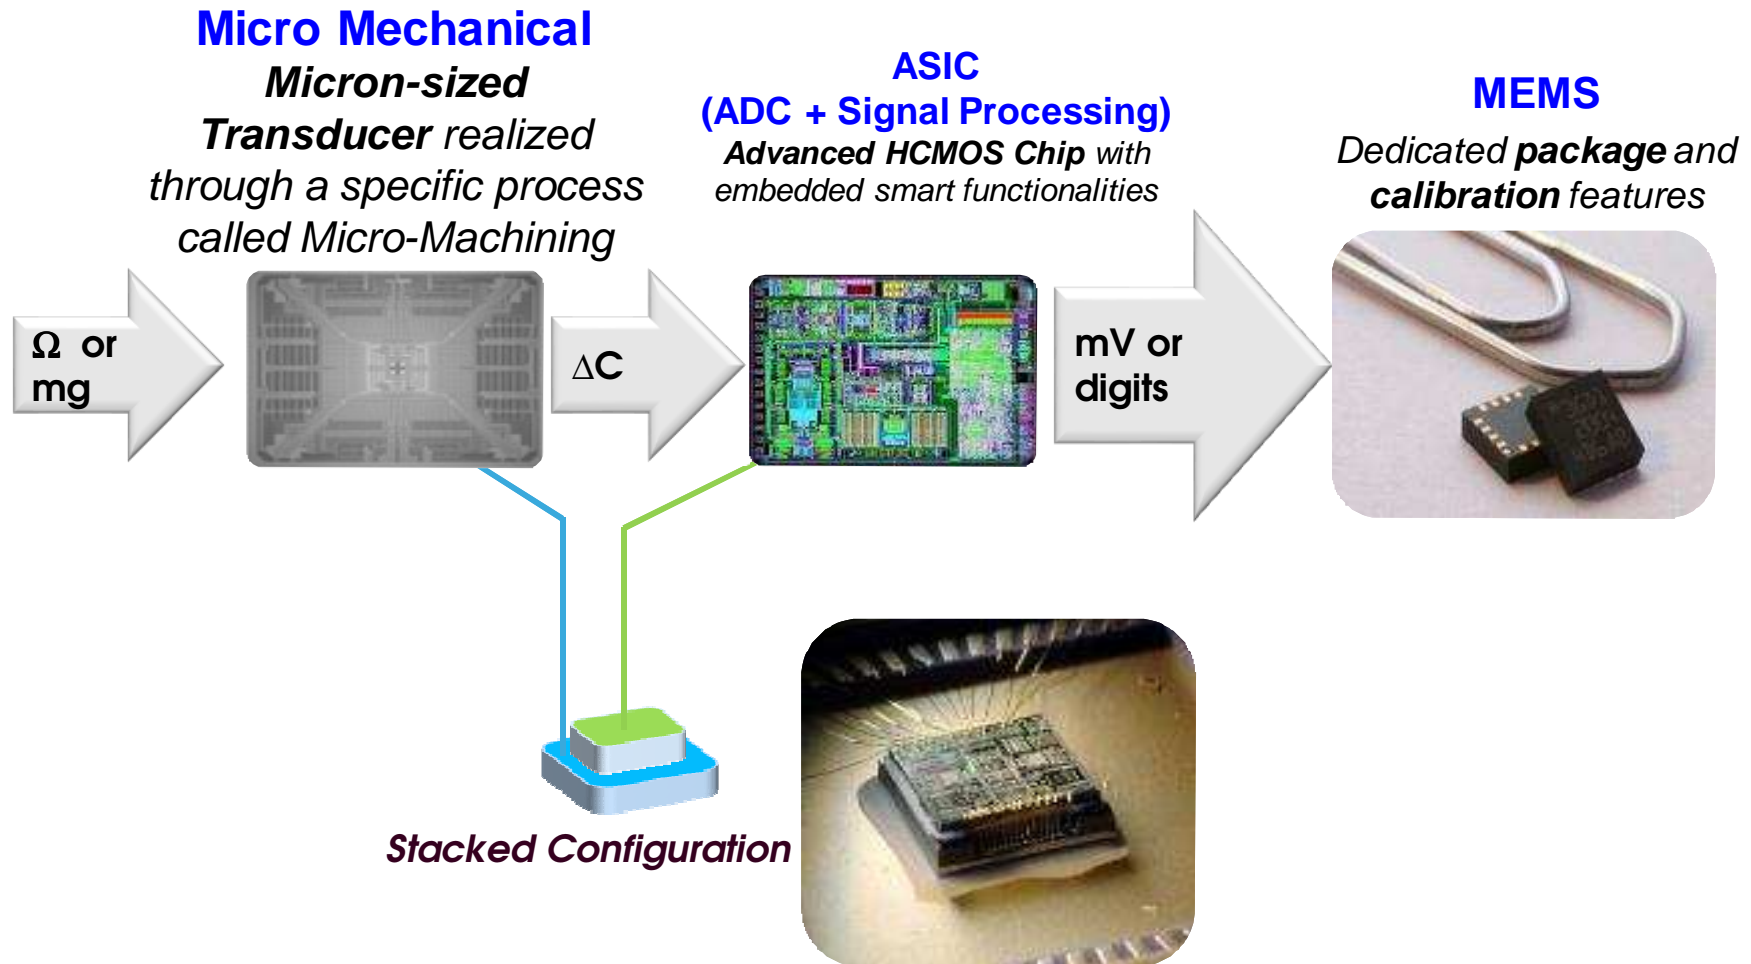 Micro Mechanical
Micron-sized
Transducer realized
through a specific process
called Micro-Machining
ASIC
(ADC + Signal Processing)
Advanced HCMOS Chip with
embedded smart functionalities
MEMS
Dedicated package and
calibration features
Ω or
mg
ΔC
mV or
digits
Stacked Configuration